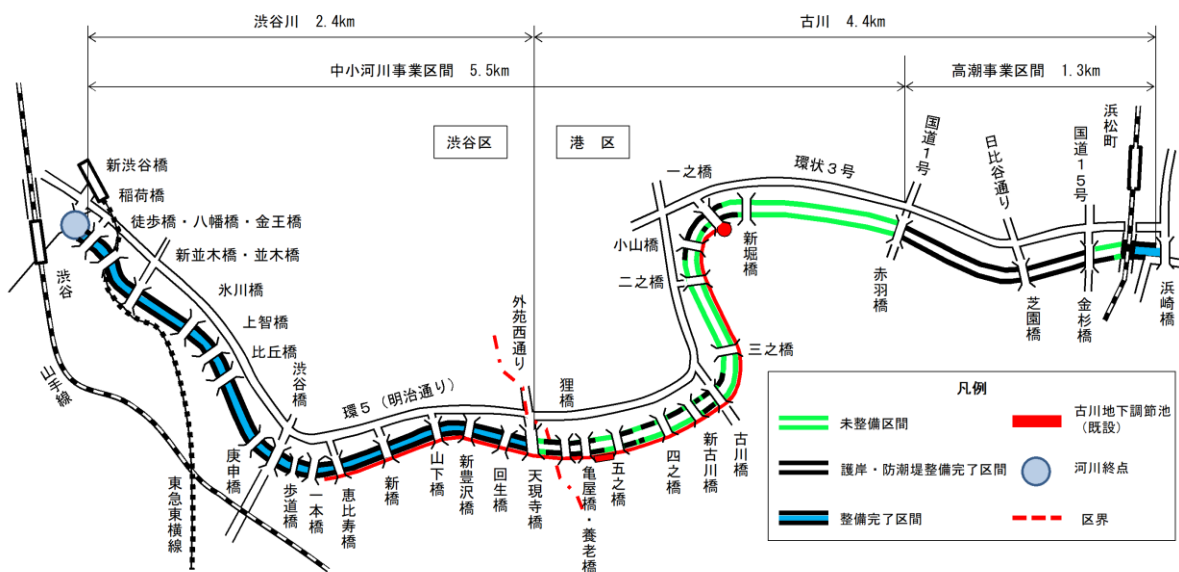 渋谷川 2.4km
古川 4.4km
中小河川事業区間 5.5km
高潮事業区間 1.3km
渋谷区
港 区
新渋谷橋
稲荷橋
徒歩橋・八幡橋・金王橋
新並木橋・並木橋
氷川橋
上智橋
比丘橋
渋谷橋
渋谷
山手線
東急東横線
庚申橋
歩道橋
一本橋
恵比寿橋
新橋
山下橋
新豊沢橋
回生橋
天現寺橋
環5(明治通り)
外苑西通り
狸橋
亀屋橋・養老橋
五之橋
四之橋
新古川橋
古川橋
三之橋
二之橋
小山橋
一之橋
新堀橋
環状3号
国道1号
赤羽橋
日比谷通り
芝園橋
国道15号
金杉橋
浜松町
浜崎橋
凡例
未整備区間
護岸・防潮堤整備完了区間
整備完了区間
古川地下調節池
(既設)
河川終点
区界